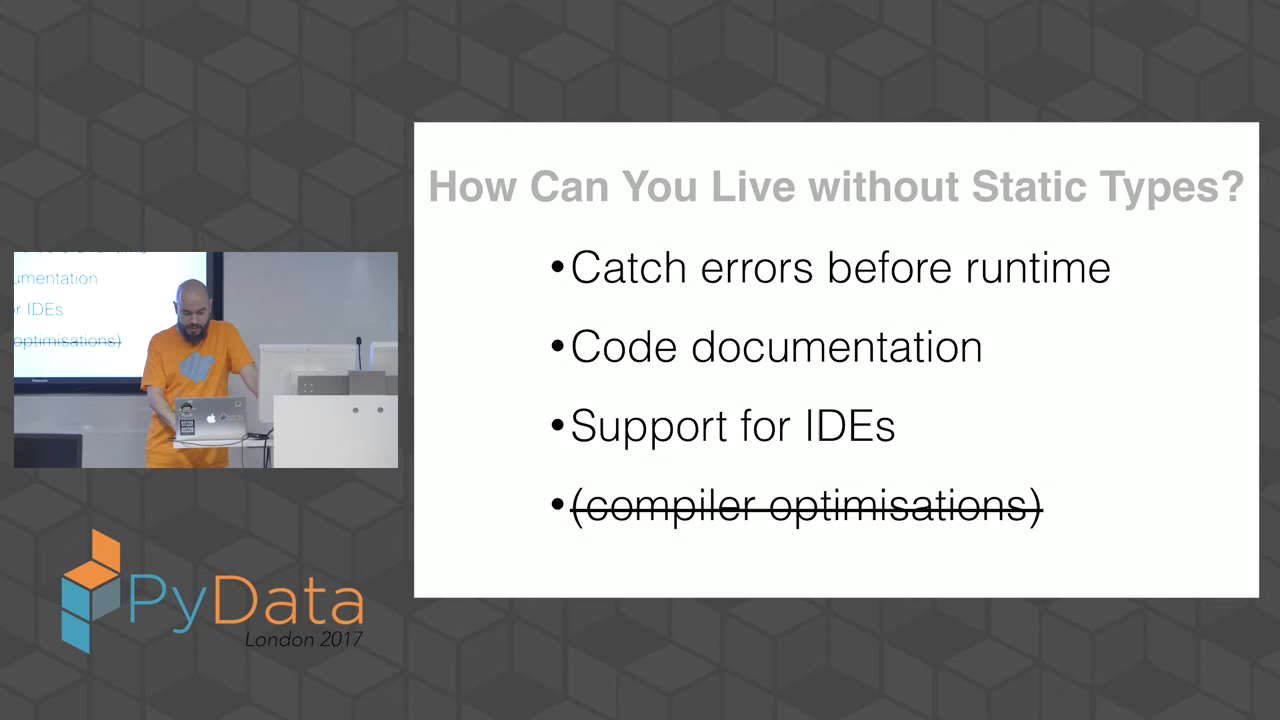 How Can You Live without Static Types?
•Catch errors before runtime
•Code documentation
•Support for IDEs
•(compiler optimisations)
umentation
r IDEs
optimisations)
PyData
London 2017